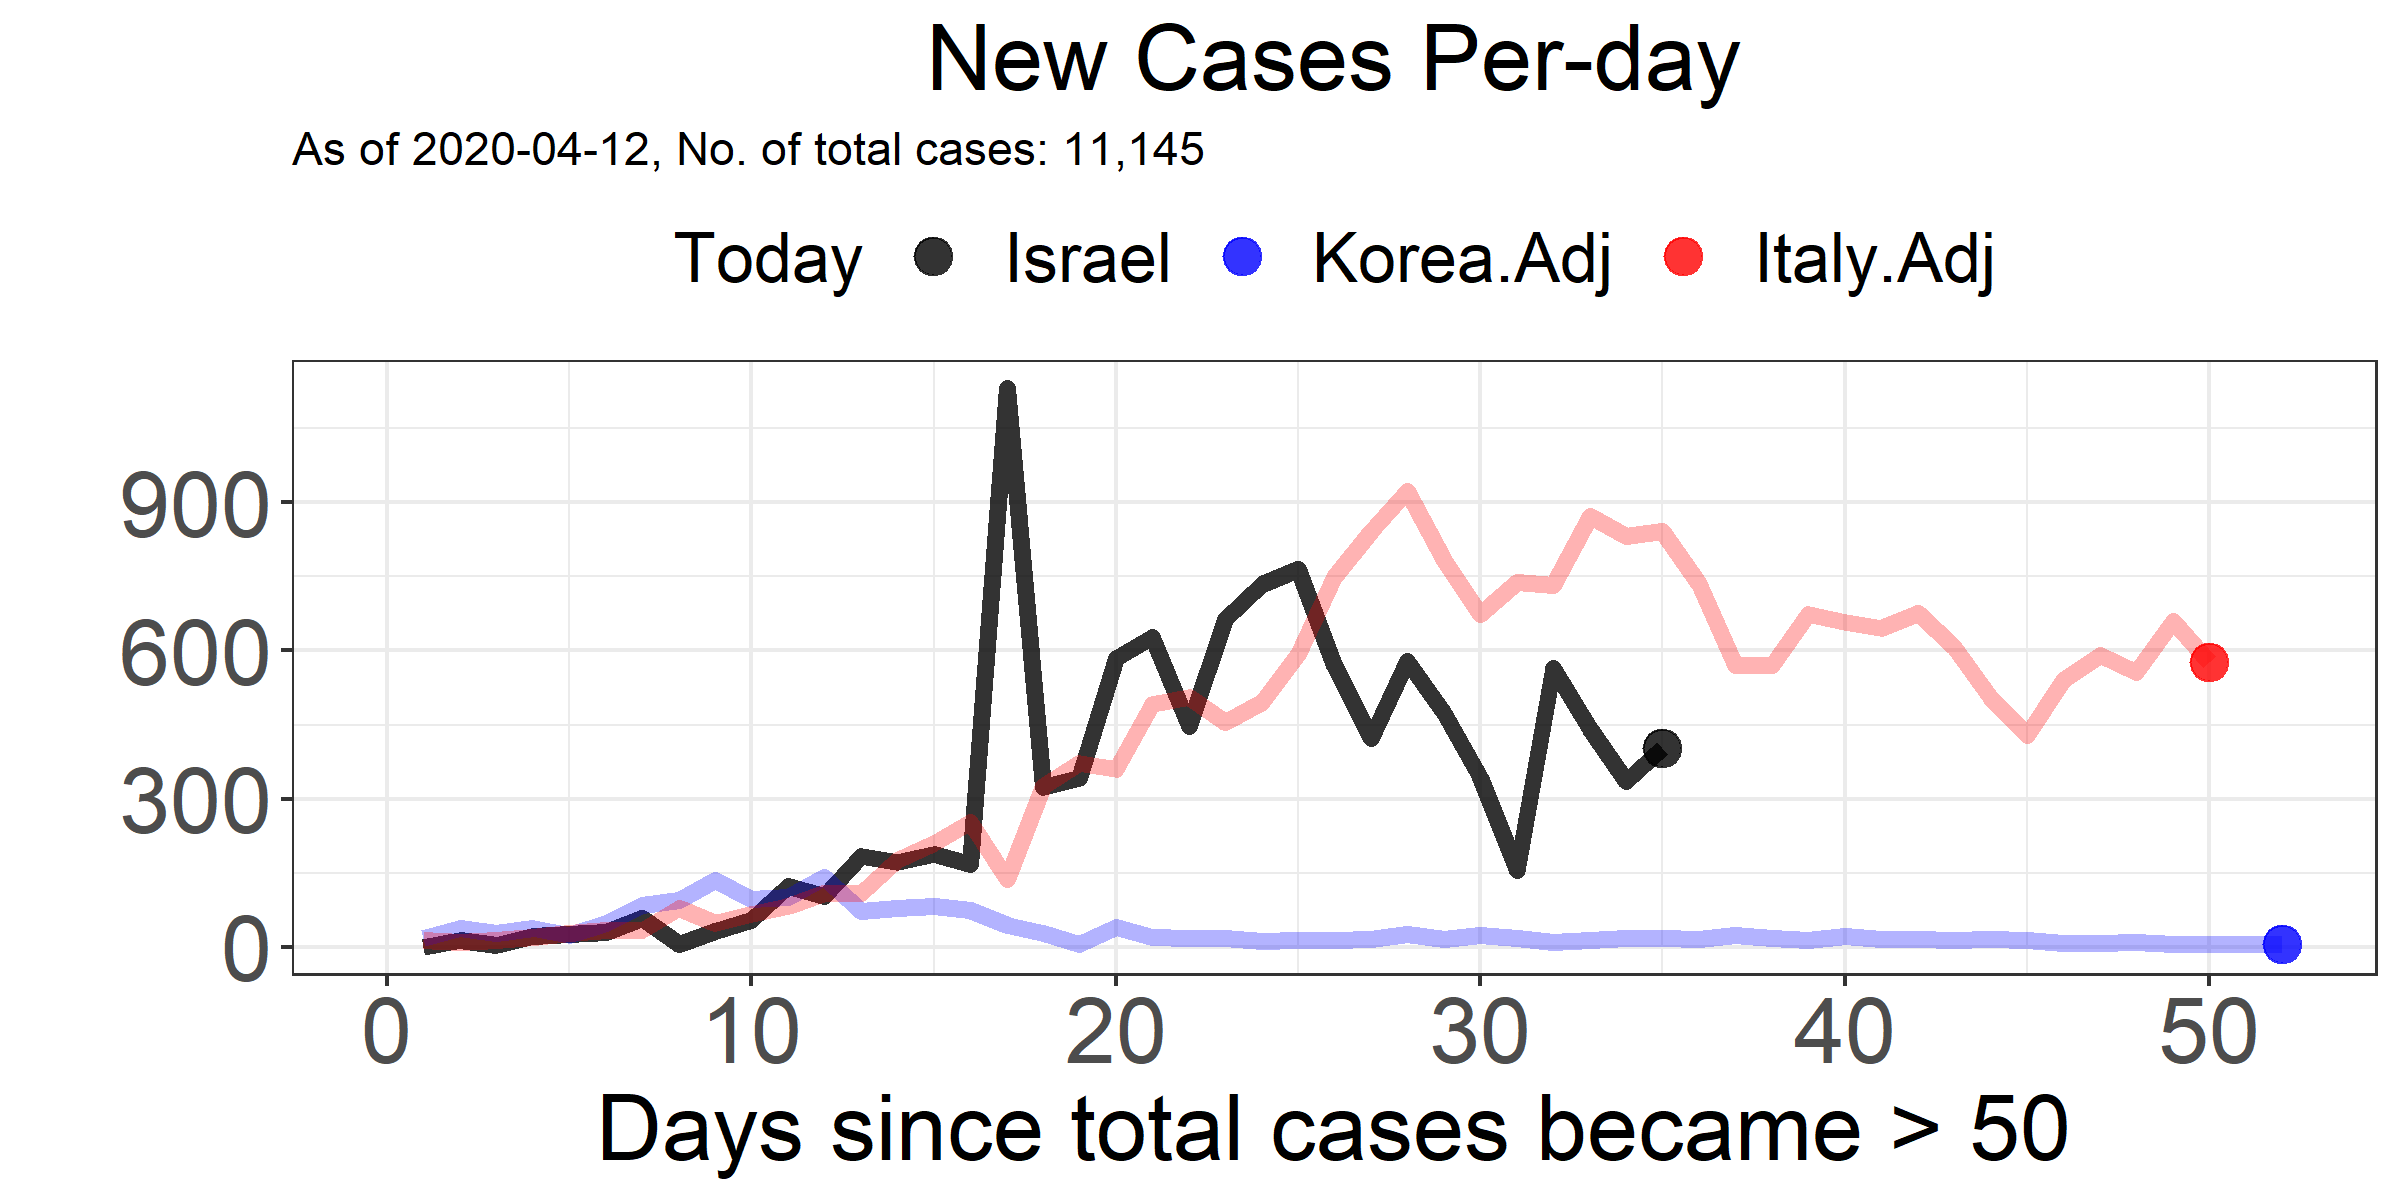 New Cases Per-day
As of 2020-04-12, No. of total cases: 11,145
Today Israel Korea.Adj Italy.Adj
900
600
300
0
0 10 20 30 40 50
Days since total cases became > 50